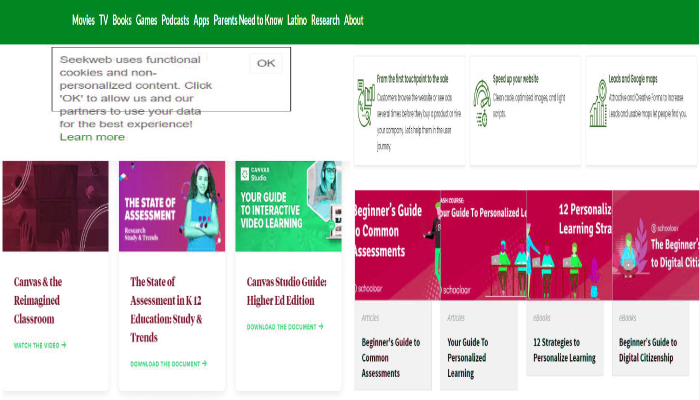 Movies TV Books Games Podcasts Apps Parents Need to Know Latino Research About
Seekweb uses functional
cookies and non-
personalized content. Click
'OK' to allow us and our
partners to use your data
for the best experience!
Learn more
OK
From the first touchpoint to the sale
Customers browse the website or see ads
several times before they buy a product or hire
your company. Let's help them in the user
journey.
Speed up your website
Clean code, optimised images, and light
scripts.
Leads and Google maps
Attractive and Creative Forms to Increase
Leads and usable maps let people find you.
THE STATE OF
ASSESSMENT
Research
Study & Trends
CANVAS
Studio
YOUR GUIDE
TO INTERACTIVE
VIDEO LEARNING
Canvas & the
Reimagined
Classroom
WATCH THE VIDEO
The State of
Assessment in K-12
Education: Study &
Trends
DOWNLOAD THE DOCUMENT
Canvas Studio Guide:
Higher Ed Edition
DOWNLOAD THE DOCUMENT
Beginner's Guide
to Common
Assessments
schoology
ASH COURSE:
our Guide To Personalized Le
12 Personaliz
Learning Stra
schoology
The Beginner's
to Digital Citiz
Articles
Beginner's Guide to
Common
Assessments
Articles
Your Guide To
Personalized
Learning
eBooks
12 Strategies to
Personalize Learning
eBooks
Beginner's Guide to
Digital Citizenship